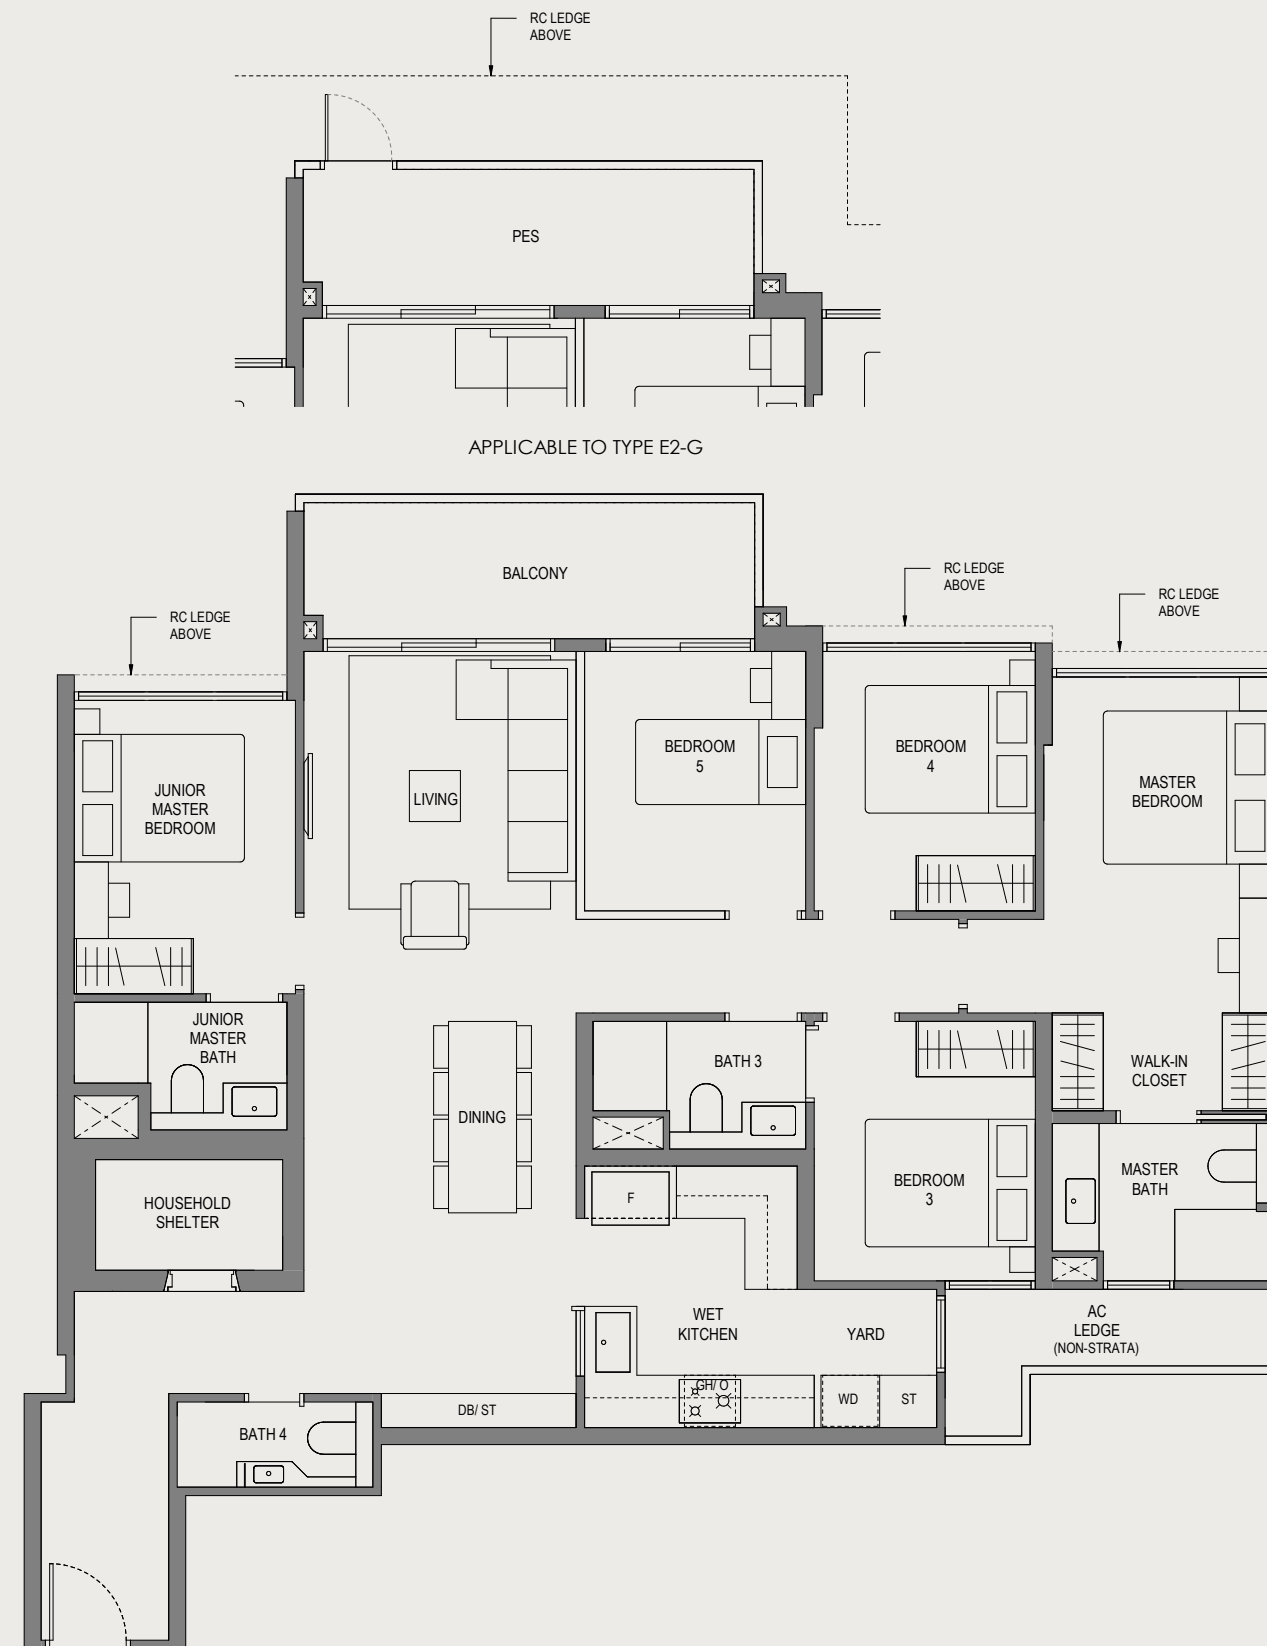 RC LEDGE
ABOVE
PES
APPLICABLE TO TYPE E2-G
BALCONY
RC LEDGE
ABOVE
RC LEDGE
ABOVE
RC LEDGE
ABOVE
JUNIOR
MASTER
BEDROOM
LIVING
BEDROOM
5
BEDROOM
4
MASTER
BEDROOM
JUNIOR
MASTER
BATH
BATH 3
WALK-IN
CLOSET
DINING
BEDROOM
3
MASTER
BATH
HOUSEHOLD
SHELTER
F
WET
KITCHEN
YARD
AC
LEDGE
(NON-STRATA)
GH/ O
WD
ST
DB/ ST
BATH 4